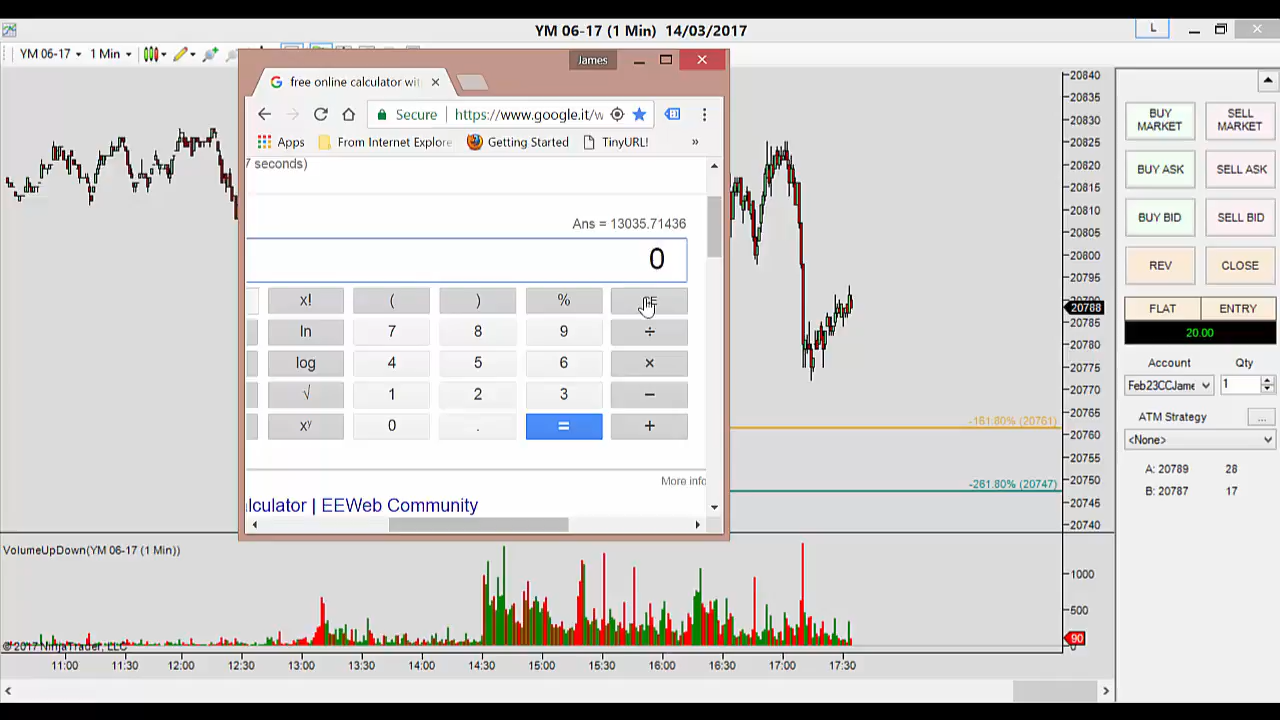 YM 06-17 (1 Min) 14/03/2017
L
YM 06-17 1 Min
James
free online calculator wit
Secure https://www.google.it/w
Apps From Internet Explore Getting Started TinyURL! »
7 seconds)
Ans = 13035.71436
0
x! ( ) % CE
ln 7 8 9 ÷
log 4 5 6 ×
√ 1 2 3 −
xʸ 0 . = +
More info
lculator | EEWeb Community
20840
20835
20830
20825
20820
20815
20810
20805
20800
20795
20788
20785
20780
20775
20770
20765
-161.80% (20761)
20760
20755
20750
-261.80% (20747)
20745
20740
BUY MARKET
SELL MARKET
BUY ASK
SELL ASK
BUY BID
SELL BID
REV
CLOSE
FLAT
ENTRY
20.00
Account
Qty
Feb23CCJame
1
ATM Strategy
...
<None>
A: 20789 28
B: 20787 17
VolumeUpDown(YM 06-17 (1 Min))
1000
500
90
0
© 2017 NinjaTrader, LLC
11:00 11:30 12:00 12:30 13:00 13:30 14:00 14:30 15:00 15:30 16:00 16:30 17:00 17:30